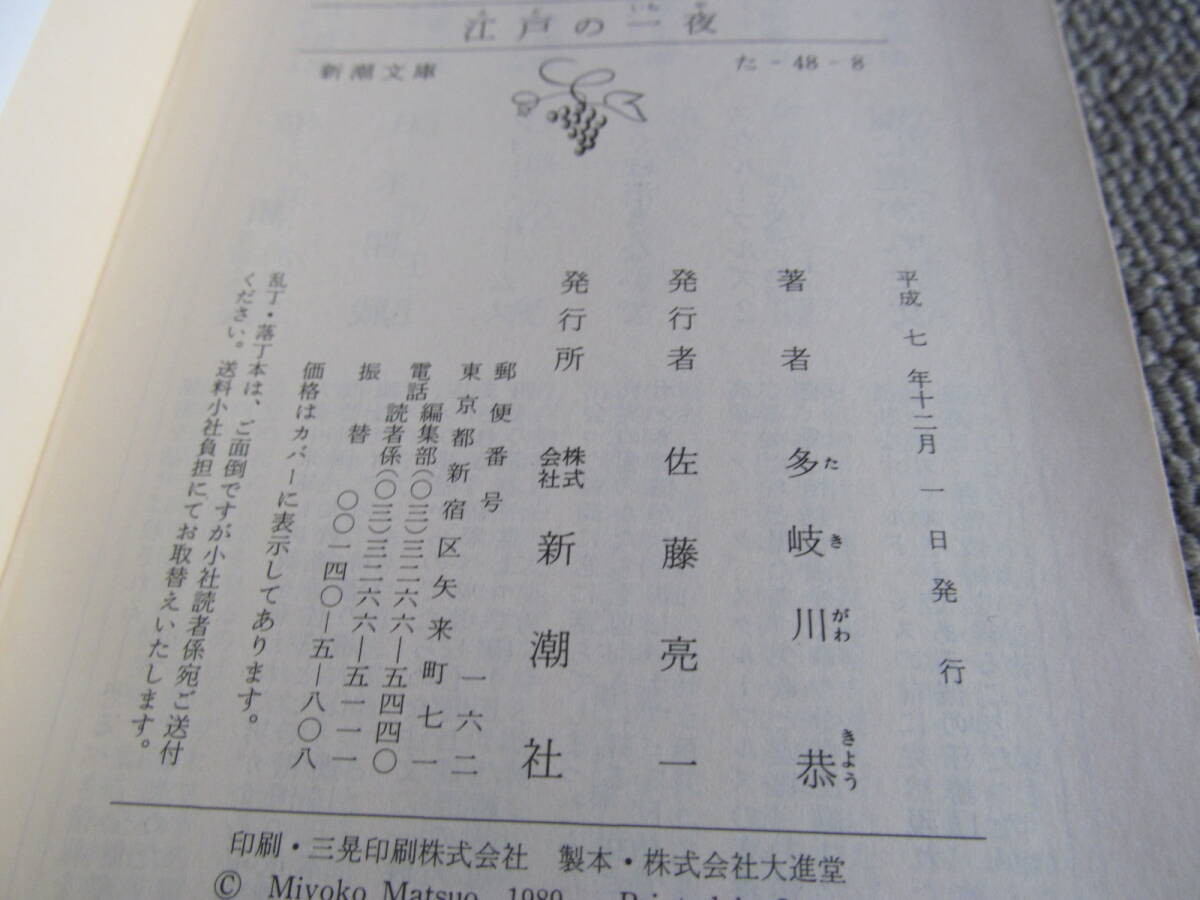 江戸の一夜
新潮文庫
た-48-8
平成七年十二月一日発行
著者 多岐川恭
発行者 佐藤亮一
発行所 株式会社 新潮社
郵便番号 一六二
東京都新宿区矢来町七一
電話 編集部(〇三)三二六六―五四四〇
読者係(〇三)三二六六―五一一一
振替 〇〇一四〇―五―八〇八
価格はカバーに表示してあります。
乱丁・落丁本は、ご面倒ですが小社読者係宛ご送付
ください。送料小社負担にてお取替えいたします。
印刷・三晃印刷株式会社 製本・株式会社大進堂
© Miyoko Matsuo 1989 Printed in